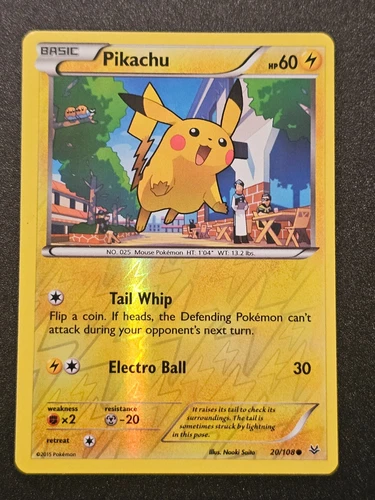 BASIC Pikachu HP60
NO. 025 Mouse Pokémon HT: 1'04" WT: 13.2 lbs.
Tail Whip
Flip a coin. If heads, the Defending Pokémon can't
attack during your opponent's next turn.
Electro Ball 30
weakness resistance
×2 -20
retreat
It raises its tail to check its
surroundings. The tail is
sometimes struck by lightning
in this pose.
©2015 Pokémon
Illus. Naoki Saito 20/108